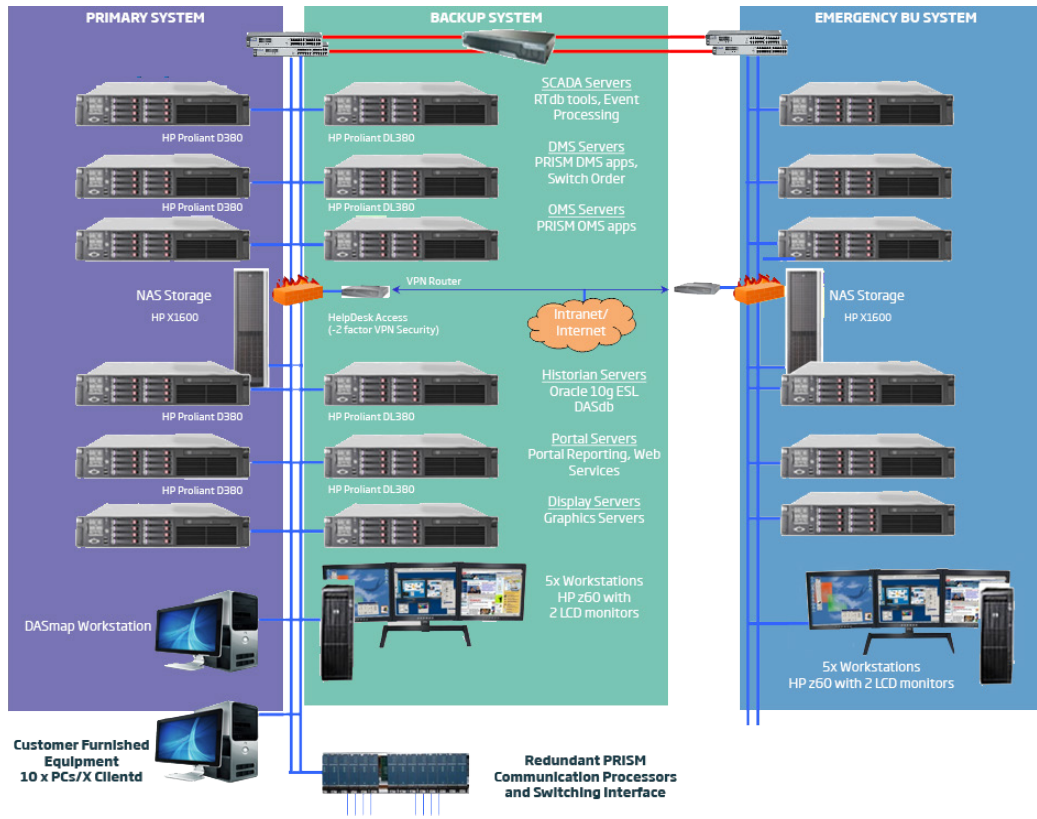 PRIMARY SYSTEM
BACKUP SYSTEM
EMERGENCY BU SYSTEM
SCADA Servers
RTdb tools, Event
Processing
HP Proliant D380
HP Proliant DL380
DMS Servers
PRISM DMS apps,
Switch Order
HP Proliant D380
HP Proliant DL380
OMS Servers
PRISM OMS apps
VPN Router
NAS Storage
HP X1600
HelpDesk Access
(-2 factor VPN Security)
Intranet/
Internet
NAS Storage
HP X1600
Historian Servers
Oracle 10g ESL
DASdb
HP Proliant D380
HP Proliant DL380
Portal Servers
Portal Reporting, Web
Services
HP Proliant D380
HP Proliant DL380
Display Servers
Graphics Servers
5x Workstations
HP z60 with
2 LCD monitors
DASmap Workstation
5x Workstations
HP z60 with 2 LCD monitors
Customer Furnished
Equipment
10 x PCs/X Clientd
Redundant PRISM
Communication Processors
and Switching Interface